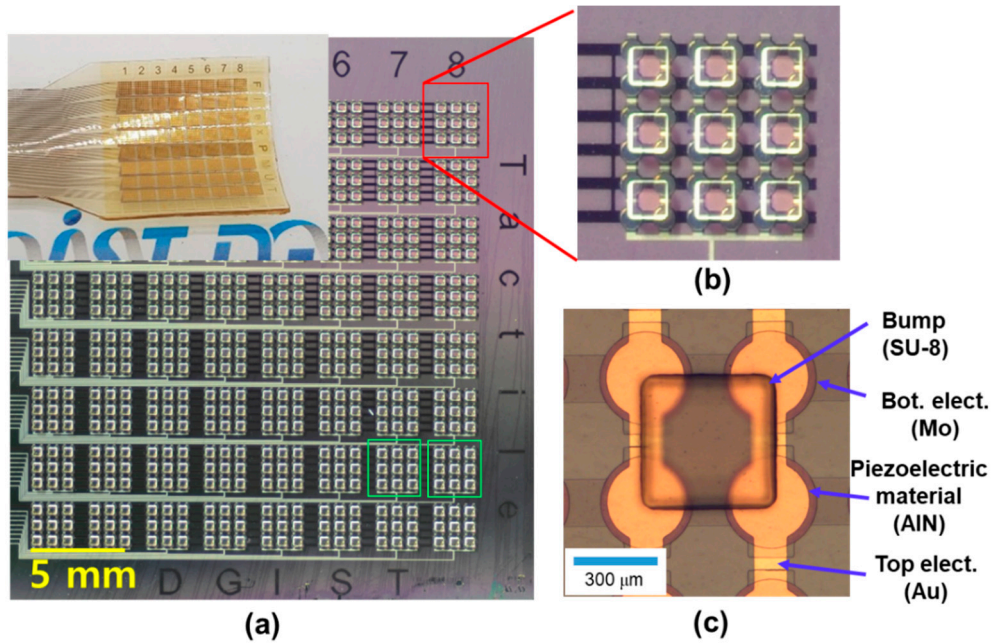 1 2 3 4 5 6 7 8
6 7 8
T
a
c
t
i
l
e
5 mm
D G I S T
(a)
(b)
Bump
(SU-8)
Bot. elect.
(Mo)
Piezoelectric
material
(AlN)
Top elect.
(Au)
300 μm
(c)